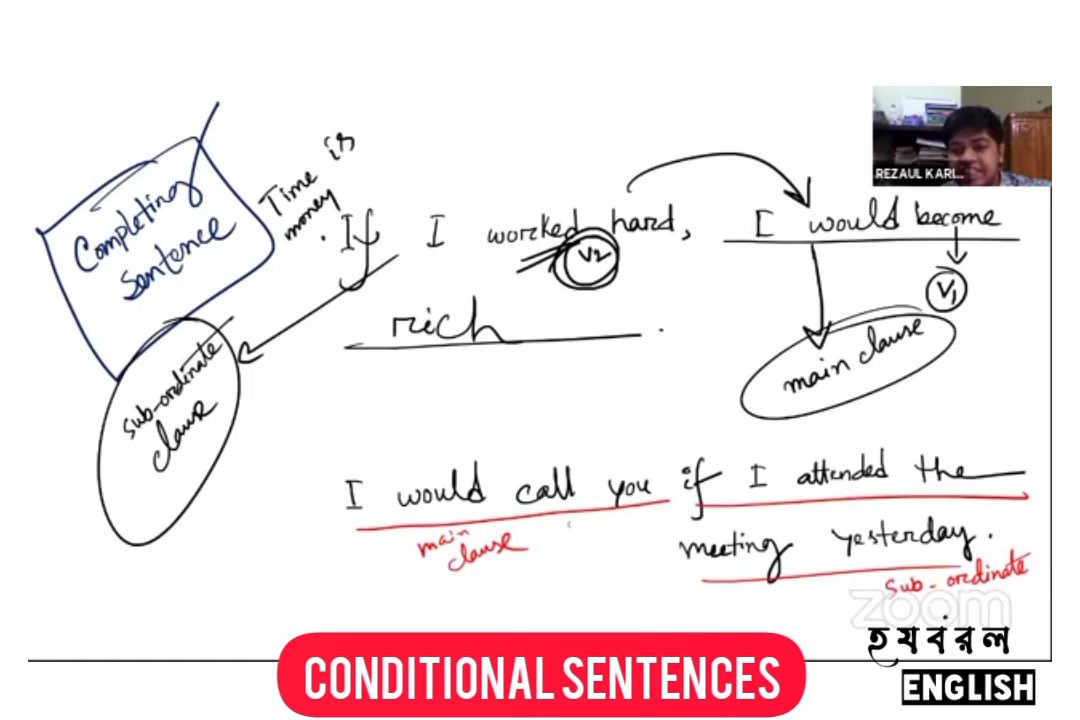 Completing
Sentence
Time is
money.
If I worked hard, I would become
V2
V1
rich.
main clause
sub-ordinate
clause
I would call you if I attended the
main
clause
meeting yesterday.
sub-ordinate
REZAUL KARI...
zoom
হযবরল
ENGLISH
CONDITIONAL SENTENCES